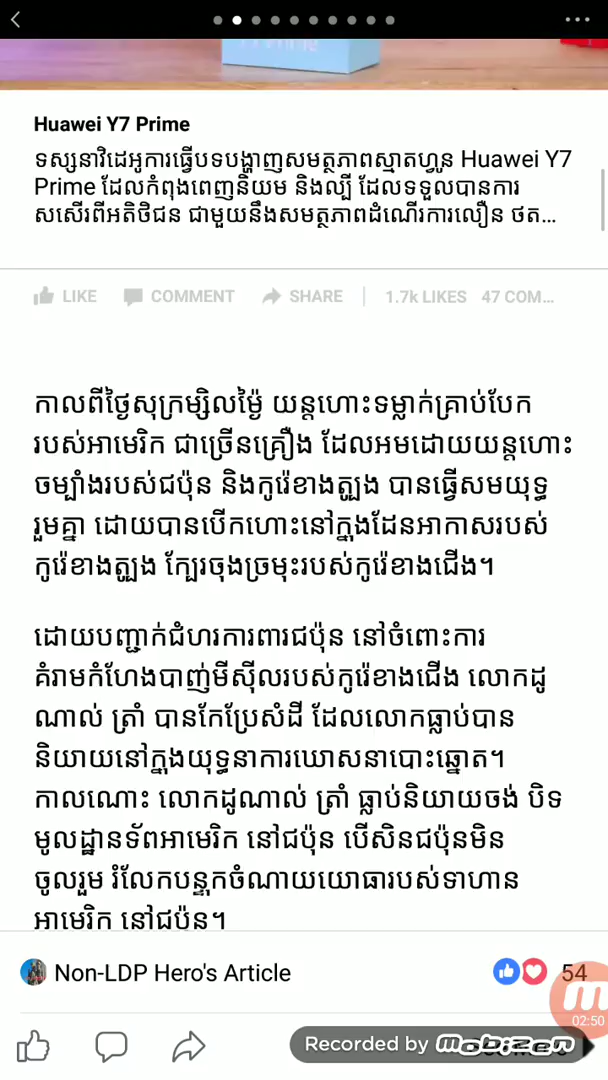 Huawei Y7 Prime
ទស្សនាវិដេអូការធ្វើបទបង្ហាញសមត្ថភាពស្មាតហ្វូន Huawei Y7
Prime ដែលកំពុងពេញនិយម និងល្បី ដែលទទួលបានការ
សសើរពីអតិថិជន ជាមួយនឹងសមត្ថភាពដំណើរការលឿន ថត...
LIKE COMMENT SHARE 1.7k LIKES 47 COM...
កាលពីថ្ងៃសុក្រម្សិលម៉ៃ្ង យន្តហោះទម្លាក់គ្រាប់បែក
របស់អាមេរិក ជាច្រើនគ្រឿង ដែលអមដោយយន្តហោះ
ចម្បាំងរបស់ជប៉ុន និងកូរ៉េខាងត្បូង បានធ្វើសមយុទ្ធ
រួមគ្នា ដោយបានបើកហោះនៅក្នុងដែនអាកាសរបស់
កូរ៉េខាងត្បូង ក្បែរចុងច្រមុះរបស់កូរ៉េខាងជើង។
ដោយបញ្ជាក់ជំហរការពារជប៉ុន នៅចំពោះការ
គំរាមកំហែងបាញ់មីស៊ីលរបស់កូរ៉េខាងជើង លោកដូ
ណាល់ ត្រាំ បានកែប្រែសំដី ដែលលោកធ្លាប់បាន
និយាយនៅក្នុងយុទ្ធនាការឃោសនាបោះឆ្នោត។
កាលណោះ លោកដូណាល់ ត្រាំ ធ្លាប់និយាយចង់ បិទ
មូលដ្ឋានទ័ពអាមេរិក នៅជប៉ុន បើសិនជប៉ុនមិន
ចូលរួម រំលែកបន្ទុកចំណាយយោធារបស់ទាហាន
អាមេរិក នៅជប៉ុន។
Non-LDP Hero's Article 54
02:50
Recorded by mobizen